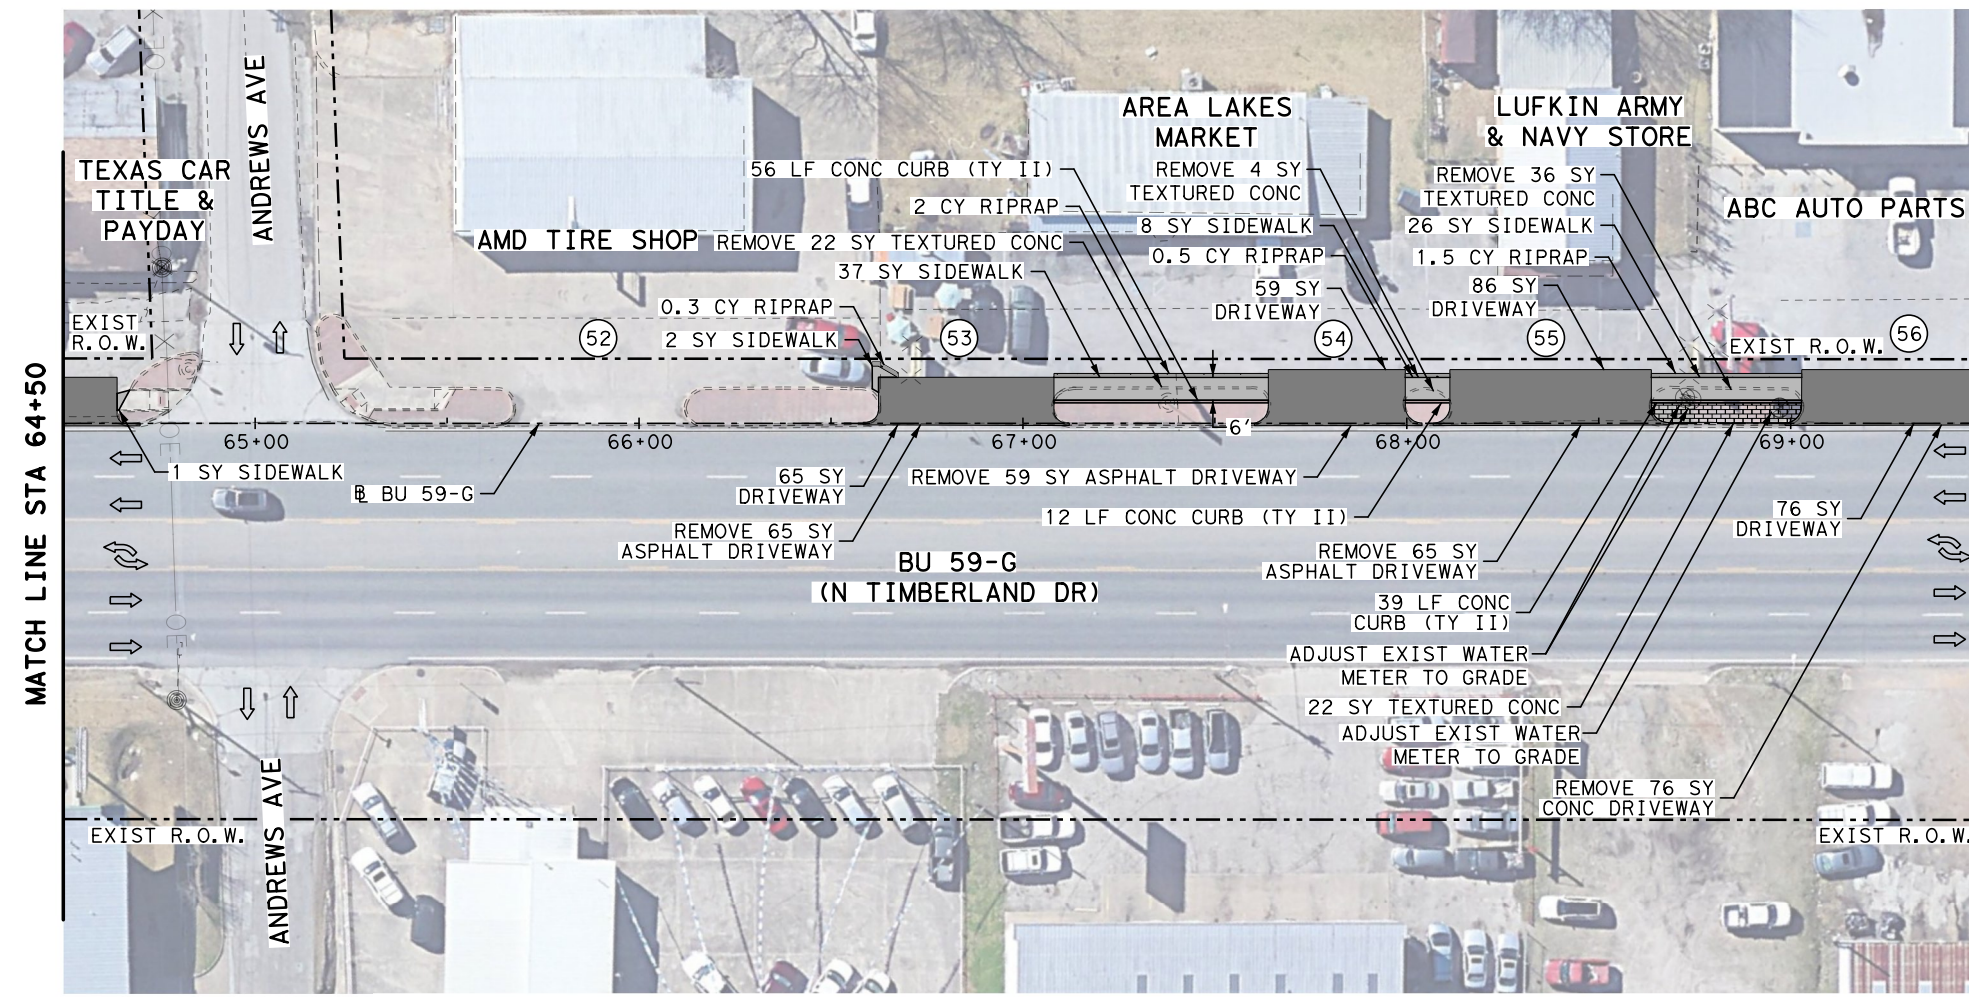 MATCH LINE STA 64+50
TEXAS CAR
TITLE &
PAYDAY
ANDREWS AVE
AMD TIRE SHOP
AREA LAKES
MARKET
LUFKIN ARMY
& NAVY STORE
ABC AUTO PARTS
56 LF CONC CURB (TY II)
2 CY RIPRAP
REMOVE 22 SY TEXTURED CONC
37 SY SIDEWALK
0.3 CY RIPRAP
2 SY SIDEWALK
REMOVE 4 SY
TEXTURED CONC
8 SY SIDEWALK
0.5 CY RIPRAP
59 SY
DRIVEWAY
REMOVE 36 SY
TEXTURED CONC
26 SY SIDEWALK
1.5 CY RIPRAP
86 SY
DRIVEWAY
EXIST
R.O.W.
52
53
54
55
EXIST R.O.W.
56
6'
65+00
66+00
67+00
68+00
69+00
1 SY SIDEWALK
BL BU 59-G
65 SY
DRIVEWAY
REMOVE 65 SY
ASPHALT DRIVEWAY
REMOVE 59 SY ASPHALT DRIVEWAY
12 LF CONC CURB (TY II)
BU 59-G
(N TIMBERLAND DR)
REMOVE 65 SY
ASPHALT DRIVEWAY
39 LF CONC
CURB (TY II)
ADJUST EXIST WATER
METER TO GRADE
22 SY TEXTURED CONC
ADJUST EXIST WATER
METER TO GRADE
76 SY
DRIVEWAY
REMOVE 76 SY
CONC DRIVEWAY
ANDREWS AVE
EXIST R.O.W.
EXIST R.O.W.